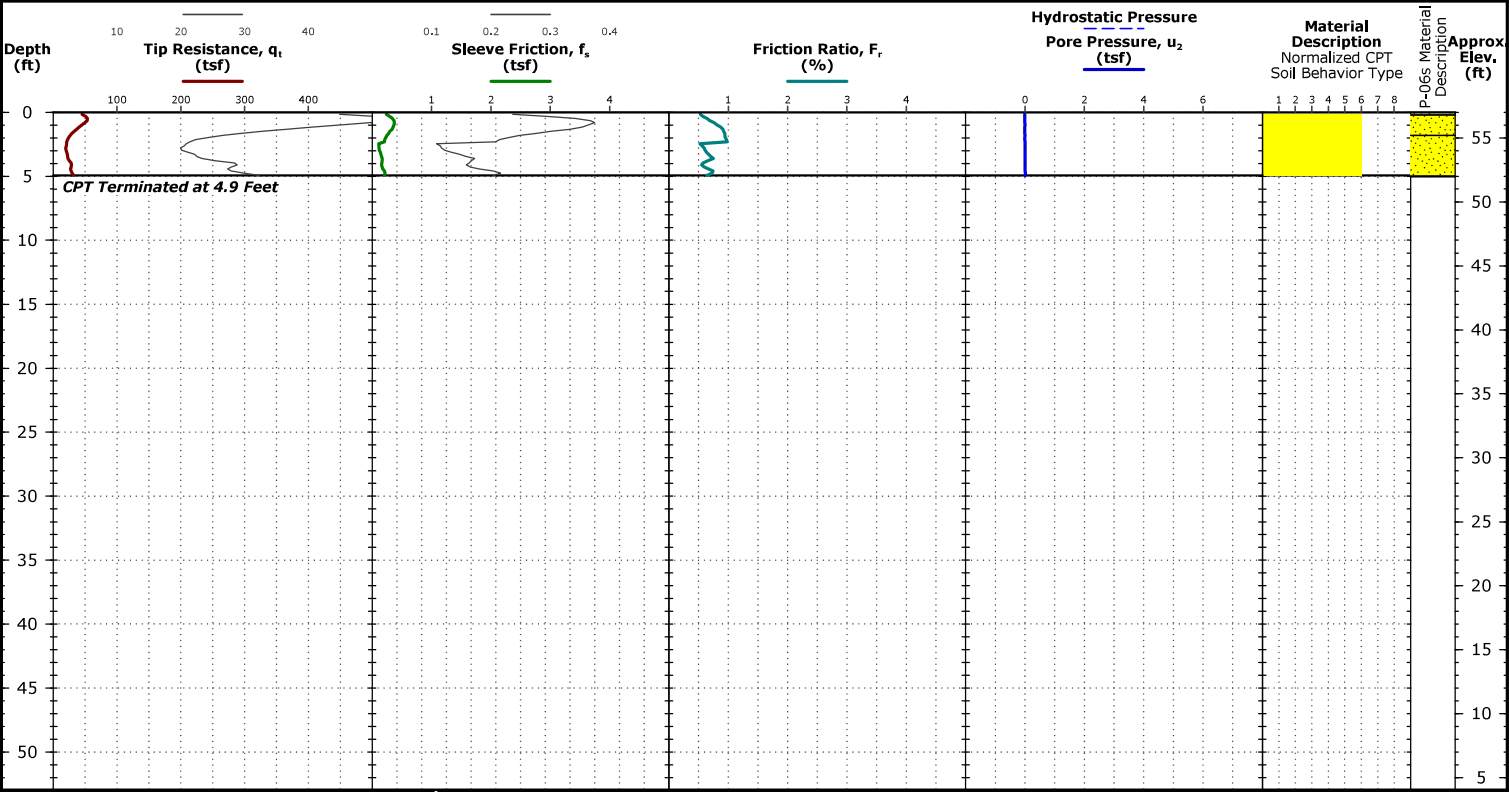 Depth
(ft)
10 20 30 40
Tip Resistance, qt
(tsf)
100 200 300 400
0.1 0.2 0.3 0.4
Sleeve Friction, fs
(tsf)
1 2 3 4
Friction Ratio, Fr
(%)
1 2 3 4
Hydrostatic Pressure
Pore Pressure, u2
(tsf)
0 2 4 6
Material
Description
Normalized CPT
Soil Behavior Type
1 2 3 4 5 6 7 8
P-06s Material
Description
Approx.
Elev.
(ft)
0
5
10
15
20
25
30
35
40
45
50
CPT Terminated at 4.9 Feet
55
50
45
40
35
30
25
20
15
10
5